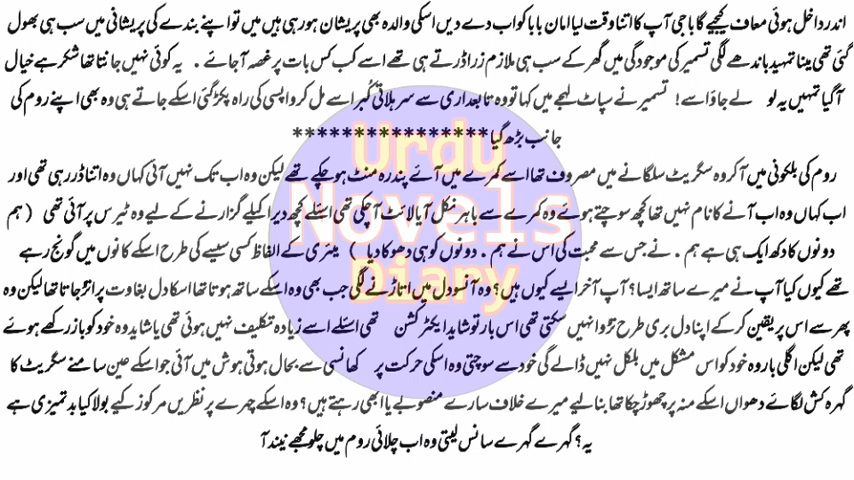 اندر داخل ہوئی معاف کیجیے گا باجی آپ کا اتنا وقت لیا امان بابا کو اب دے دیں اسکی والدہ بھی پریشان ہو رہی ہیں میں تو اپنے بندے کی پریشانی میں سب ہی بھول
گئی تھی مینا تمہید باندھے لگی تسمیر کی موجودگی میں گھر کے سب ہی ملازم زرا ڈرتے ہی تھے اسے کب کس بات پر غصہ آجائے . یہ کوئی نہیں جانتا تھا شکر ہے خیال
آگیا تمہیں یہ لو لے جاؤ اسے! تسمیر نے سپاٹ لہجے میں کہا تو وہ تابعداری سے سر ہلاتی کُبر اسے مل کر واپسی کی راہ پکڑ گئی اسکے جاتے ہی وہ بھی اپنے روم کی
جانب بڑھ گیا ****************
Urdu Novels Diary
روم کی بلکونی میں آکر وہ سگریٹ سلگانے میں مصروف تھا اسے کمرے میں آئے پندرہ منٹ ہو چکے تھے لیکن وہ اب تک نہیں آئی کہاں وہ اتنا ڈر رہی تھی اور
اب کہاں وہ اب آنے کا نام نہیں تھا کچھ سوچتے ہوئے وہ کمرے سے باہر نکل آیا لائٹ آچکی تھی اسلئے کچھ دیر اکیلے گزارنے کے لیے وہ ٹیرس پر آئی تھی ( ہم
دونوں کا دکھ ایک ہی ہے ہم . نے جس سے محبت کی اس نے ہم . دونوں کو ہی دھوکا دیا ) میری کے الفاظ کسی سیسے کی طرح اسکے کانوں میں گونج رہے
تھے کیوں کیا آپ نے میرے ساتھ ایسا؟ آپ آخر ایسے کیوں ہیں؟ وہ آنسو دل میں اتارنے لگی جب بھی وہ اسکے ساتھ ہوتا تھا اسکا دل بغاوت پر اتر جاتا تھا لیکن وہ
پھر سے اس پر یقین کر کے اپنا دل بری طرح تڑوا نہیں سکتی تھی اس بار تو شاید ایکٹر کشن تھی اسلئے اسے زیادہ تکلیف نہیں ہوئی تھی یا شاید وہ خود کو باز رکھے ہوئے
تھی لیکن اگلی بار وہ خود کو اس مشکل میں بلکل نہیں ڈالے گی خود سے سوچتی وہ اسکی حرکت پر کھانسی سے بحال ہوتی ہوش میں آئی جو اسکے عین سامنے سگریٹ کا
گہرہ کش لگائے دھواں اسکے منہ پر چھوڑ چکا تھا بنا لیے میرے خلاف سارے منصوبے یا ابھی رہتے ہیں؟ وہ اسکے چہرے پر نظریں مرکوز کیے بولا کیا بدتمیزی ہے
یہ؟ گہرے گہرے سانس لیتی وہ اب چلائی روم میں چلو مجھے نیند آ